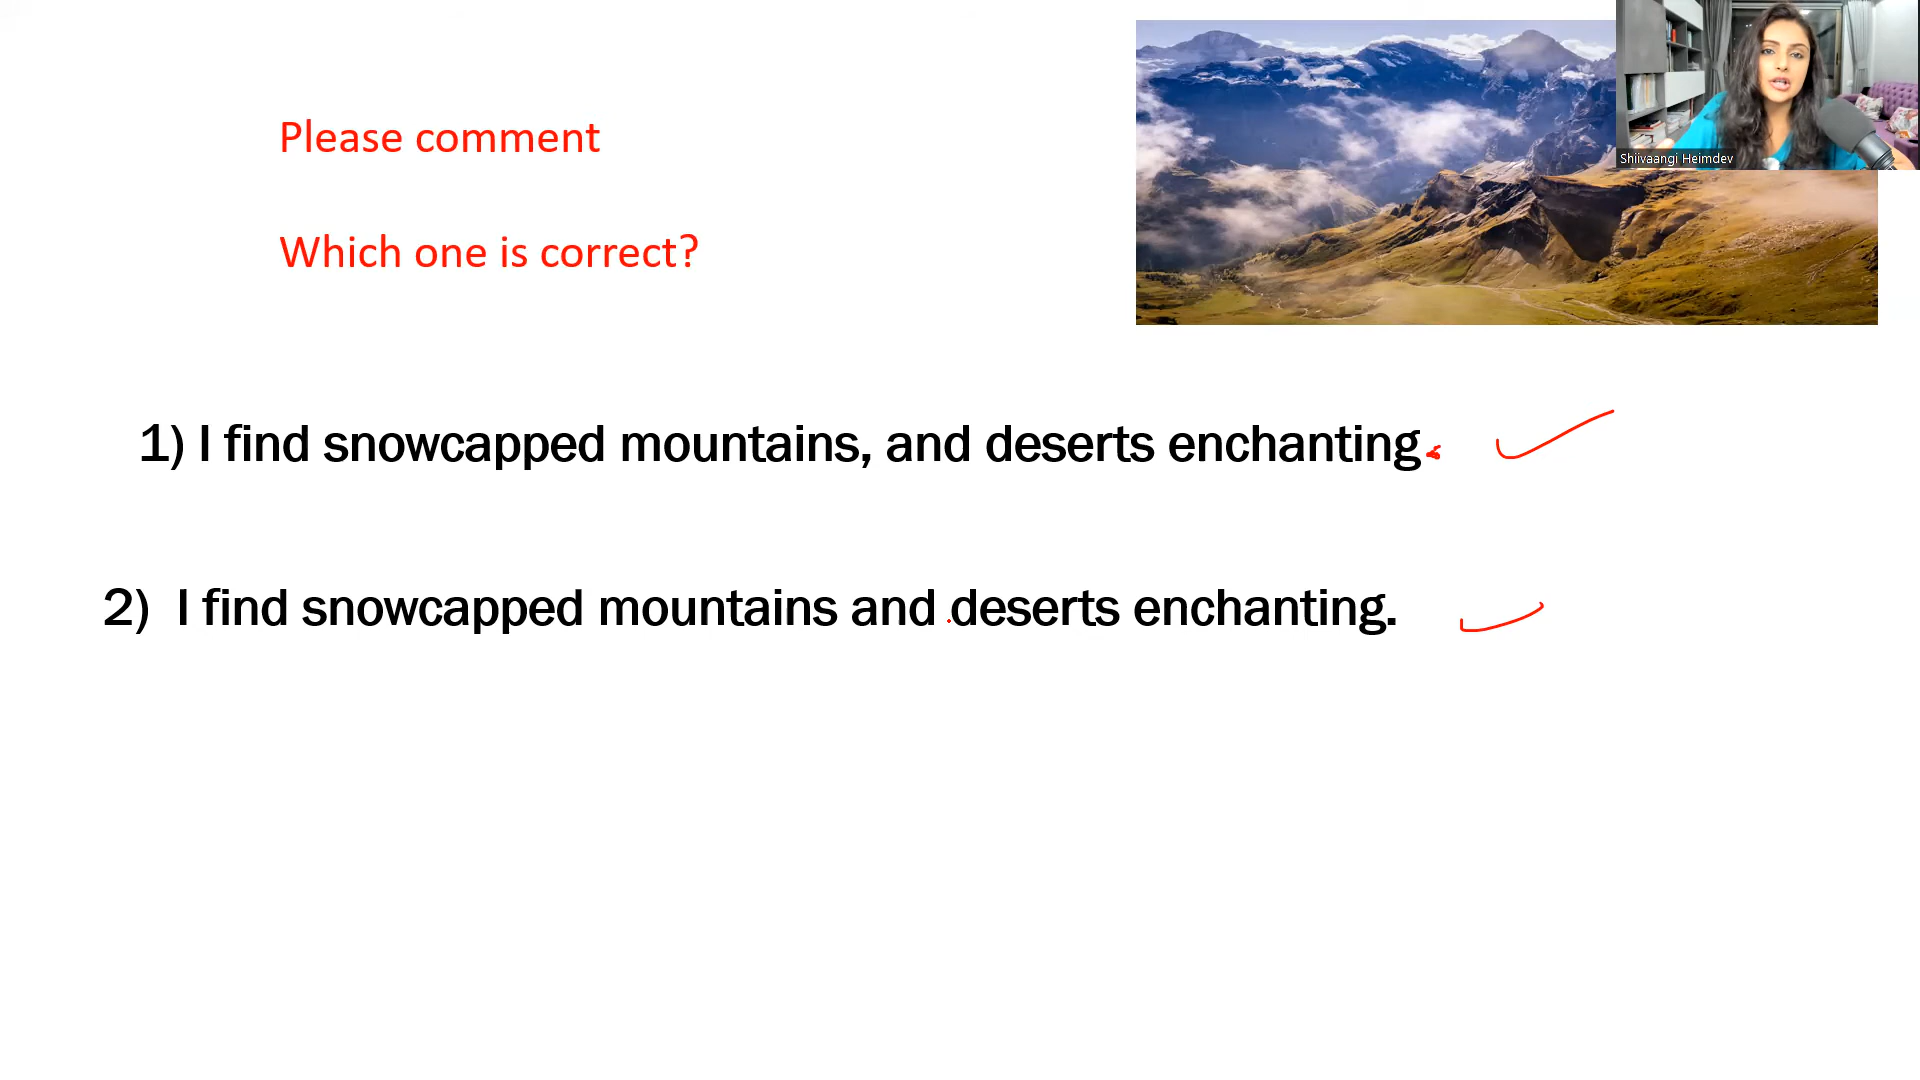 Shiivaangi Heimdev
Please comment
Which one is correct?
1) I find snowcapped mountains, and deserts enchanting.
2) I find snowcapped mountains and deserts enchanting.